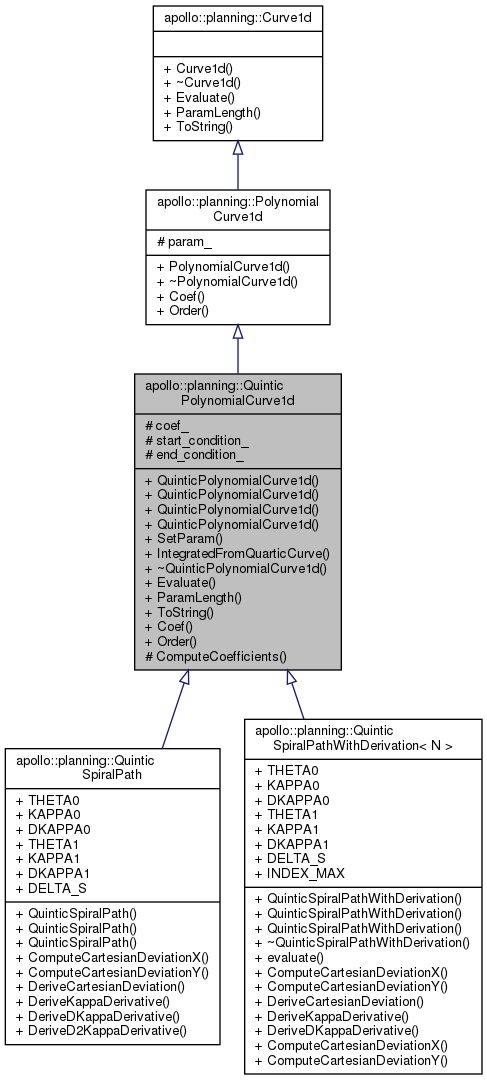 apollo::planning::Curve1d
+ Curve1d()
+ ~Curve1d()
+ Evaluate()
+ ParamLength()
+ ToString()
apollo::planning::Polynomial
Curve1d
# param_
+ PolynomialCurve1d()
+ ~PolynomialCurve1d()
+ Coef()
+ Order()
apollo::planning::Quintic
PolynomialCurve1d
# coef_
# start_condition_
# end_condition_
+ QuinticPolynomialCurve1d()
+ QuinticPolynomialCurve1d()
+ QuinticPolynomialCurve1d()
+ QuinticPolynomialCurve1d()
+ SetParam()
+ IntegratedFromQuarticCurve()
+ ~QuinticPolynomialCurve1d()
+ Evaluate()
+ ParamLength()
+ ToString()
+ Coef()
+ Order()
# ComputeCoefficients()
apollo::planning::Quintic
SpiralPath
+ THETA0
+ KAPPA0
+ DKAPPA0
+ THETA1
+ KAPPA1
+ DKAPPA1
+ DELTA_S
+ QuinticSpiralPath()
+ QuinticSpiralPath()
+ QuinticSpiralPath()
+ ComputeCartesianDeviationX()
+ ComputeCartesianDeviationY()
+ DeriveCartesianDeviation()
+ DeriveKappaDerivative()
+ DeriveDKappaDerivative()
+ DeriveD2KappaDerivative()
apollo::planning::Quintic
SpiralPathWithDerivation< N >
+ THETA0
+ KAPPA0
+ DKAPPA0
+ THETA1
+ KAPPA1
+ DKAPPA1
+ DELTA_S
+ INDEX_MAX
+ QuinticSpiralPathWithDerivation()
+ QuinticSpiralPathWithDerivation()
+ QuinticSpiralPathWithDerivation()
+ ~QuinticSpiralPathWithDerivation()
+ evaluate()
+ ComputeCartesianDeviationX()
+ ComputeCartesianDeviationY()
+ DeriveCartesianDeviation()
+ DeriveKappaDerivative()
+ DeriveDKappaDerivative()
+ ComputeCartesianDeviationX()
+ ComputeCartesianDeviationY()